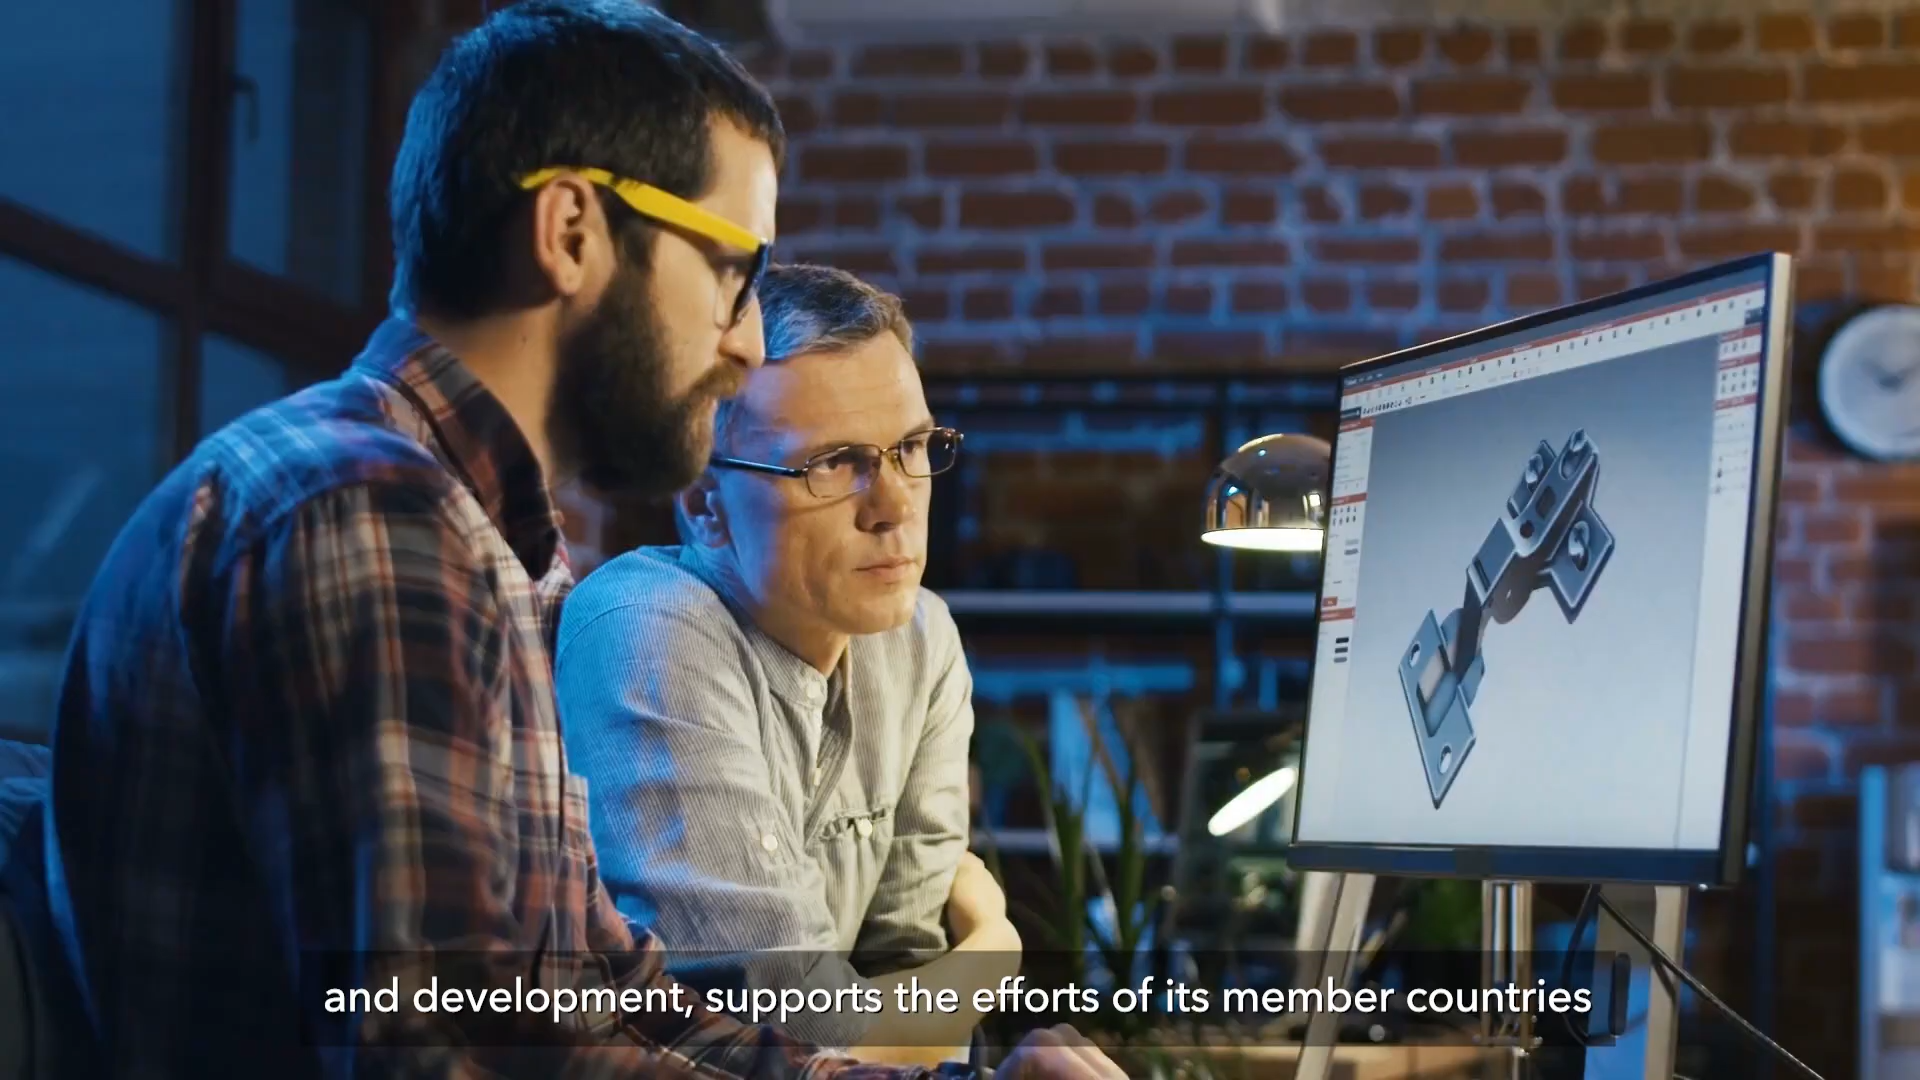 and development, supports the efforts of its member countries